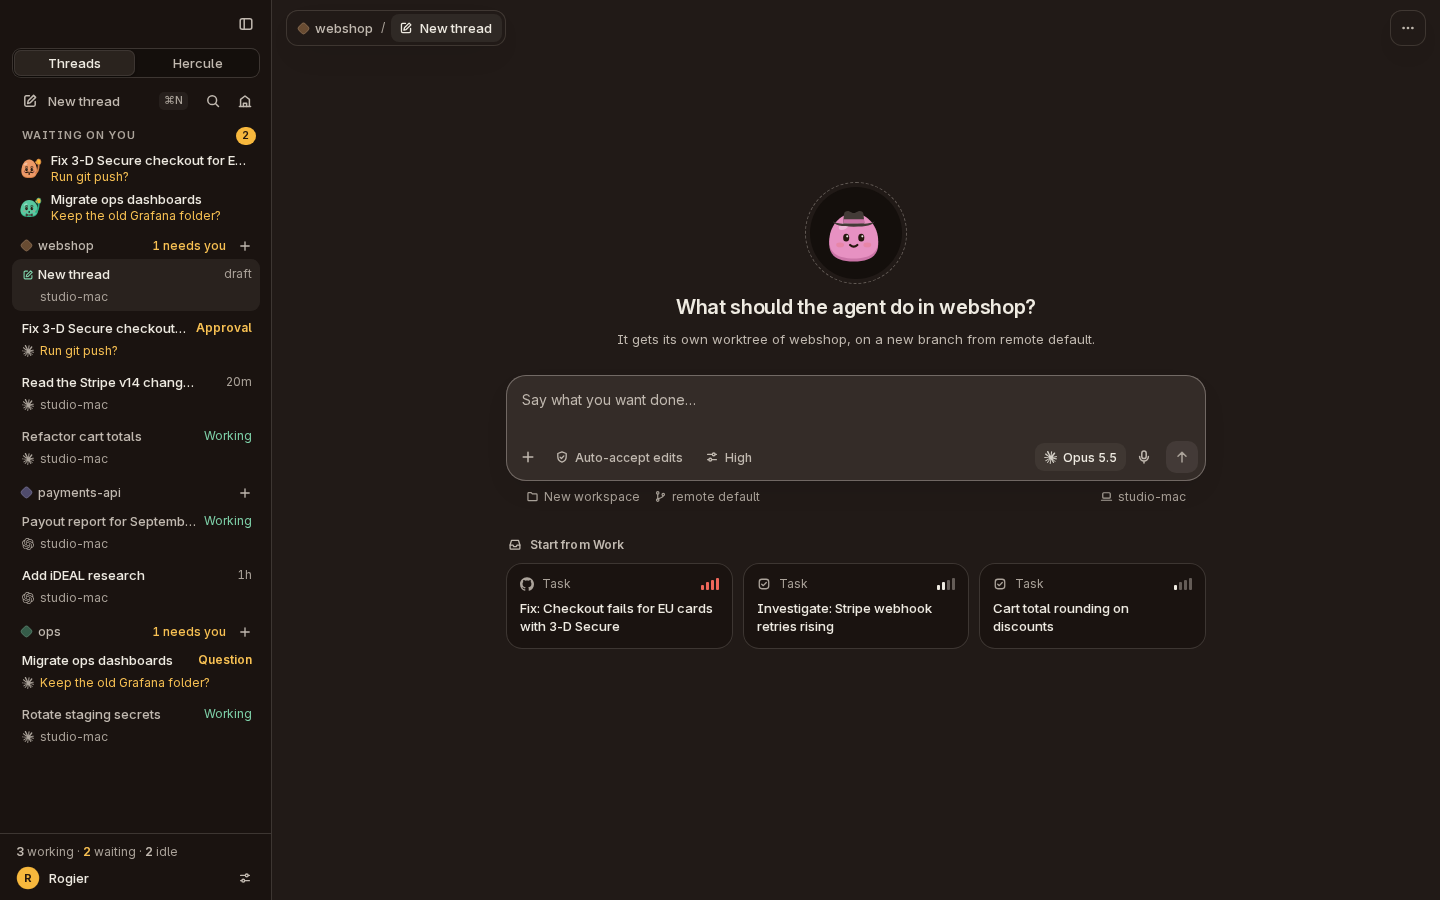 Threads
Hercule
New thread
⌘N
WAITING ON YOU
2
Fix 3-D Secure checkout for E…
Run git push?
Migrate ops dashboards
Keep the old Grafana folder?
webshop
1 needs you
New thread
draft
studio-mac
Fix 3-D Secure checkout…
Approval
Run git push?
Read the Stripe v14 chang…
20m
studio-mac
Refactor cart totals
Working
studio-mac
payments-api
Payout report for Septemb…
Working
studio-mac
Add iDEAL research
1h
studio-mac
ops
1 needs you
Migrate ops dashboards
Question
Keep the old Grafana folder?
Rotate staging secrets
Working
studio-mac
3 working · 2 waiting · 2 idle
R
Rogier
webshop / New thread
What should the agent do in webshop?
It gets its own worktree of webshop, on a new branch from remote default.
Say what you want done…
Auto-accept edits
High
Opus 5.5
New workspace
remote default
studio-mac
Start from Work
Task
Fix: Checkout fails for EU cards
with 3-D Secure
Task
Investigate: Stripe webhook
retries rising
Task
Cart total rounding on
discounts